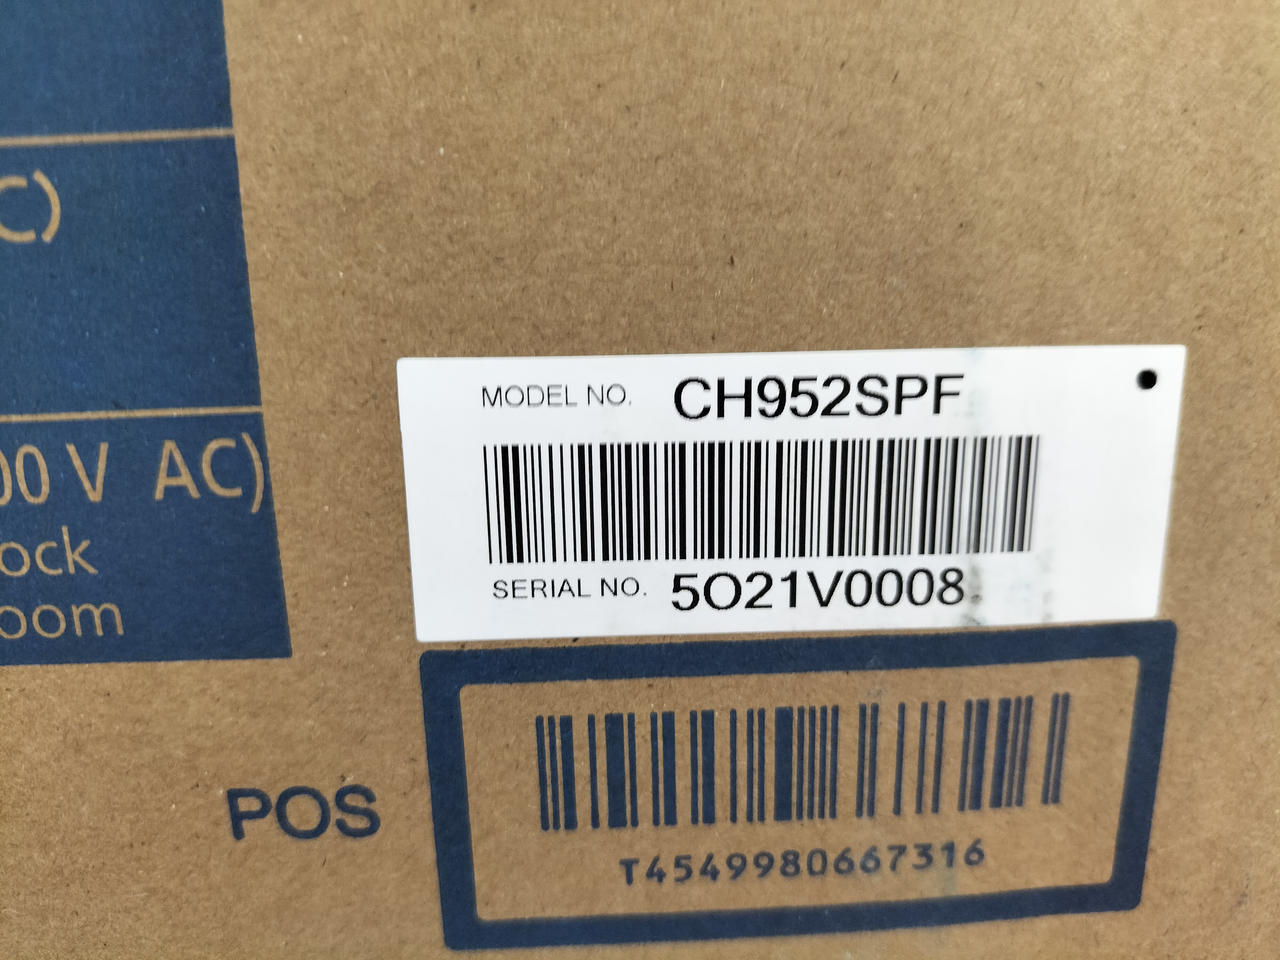 C)
00 V AC)
ock
oom
MODEL NO. CH952SPF
SERIAL NO. 5O21V0008
POS
T4549980667316